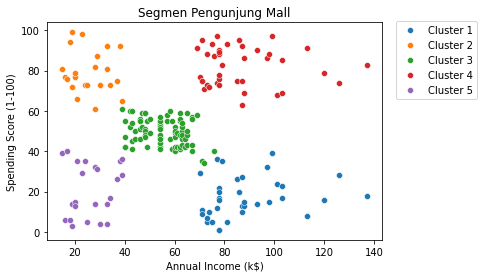 Segmen Pengunjung Mall
Cluster 1
Cluster 2
Cluster 3
Cluster 4
Cluster 5
Spending Score (1-100)
100
80
60
40
20
0
20
40
60
80
100
120
140
Annual Income (k$)